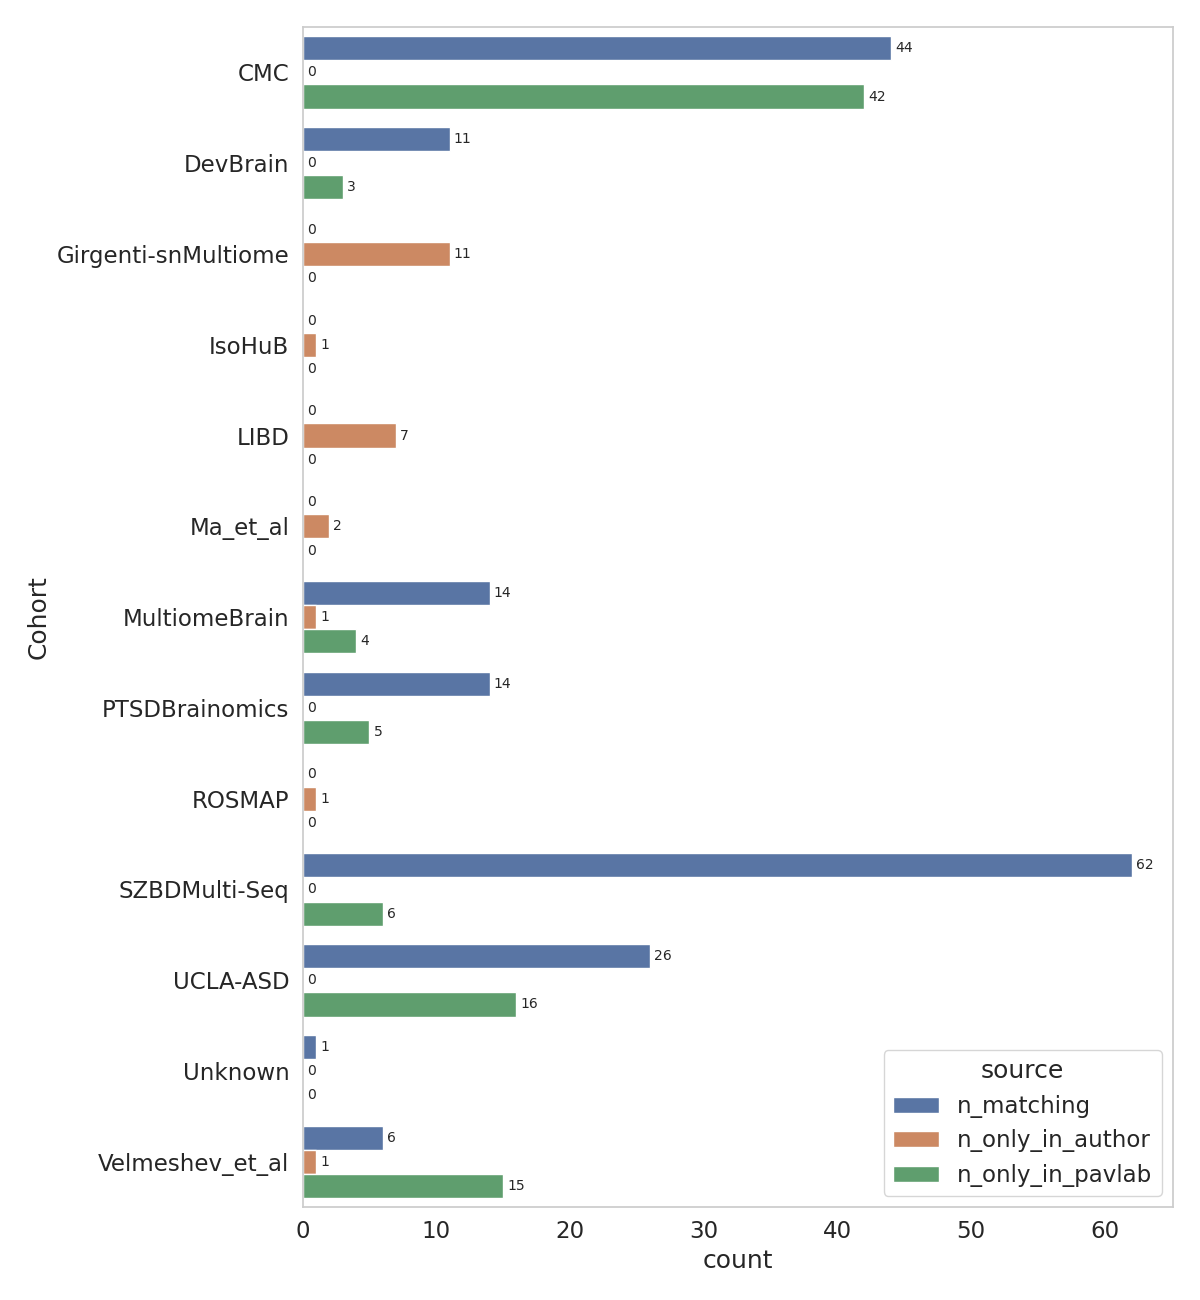 CMC
44
0
42
DevBrain
11
0
3
Girgenti-snMultiome
0
11
0
IsoHuB
0
1
0
LIBD
0
7
0
Ma_et_al
0
2
0
MultiomeBrain
14
1
4
PTSDBrainomics
14
0
5
ROSMAP
0
1
0
SZBDMulti-Seq
62
0
6
UCLA-ASD
26
0
16
Unknown
1
0
0
Velmeshev_et_al
6
1
15
Cohort
source
n_matching
n_only_in_author
n_only_in_pavlab
0 10 20 30 40 50 60
count